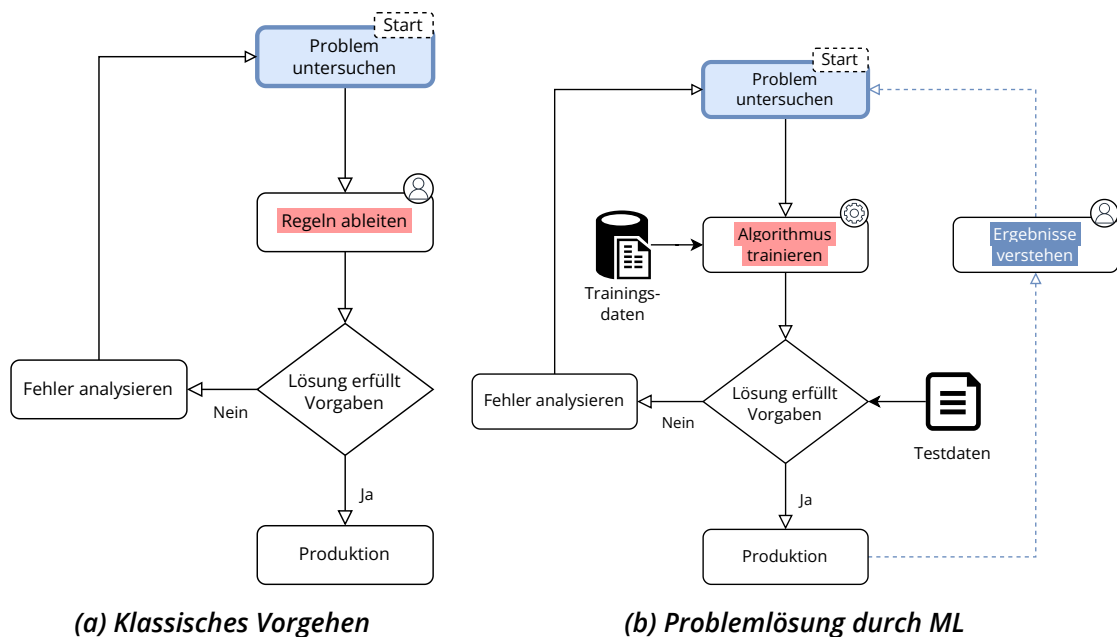 Start
Problem
untersuchen
Regeln ableiten
Lösung erfüllt
Vorgaben
Fehler analysieren
Nein
Ja
Produktion
(a) Klassisches Vorgehen
Start
Problem
untersuchen
Algorithmus
trainieren
Trainings-
daten
Ergebnisse
verstehen
Lösung erfüllt
Vorgaben
Fehler analysieren
Nein
Testdaten
Ja
Produktion
(b) Problemlösung durch ML